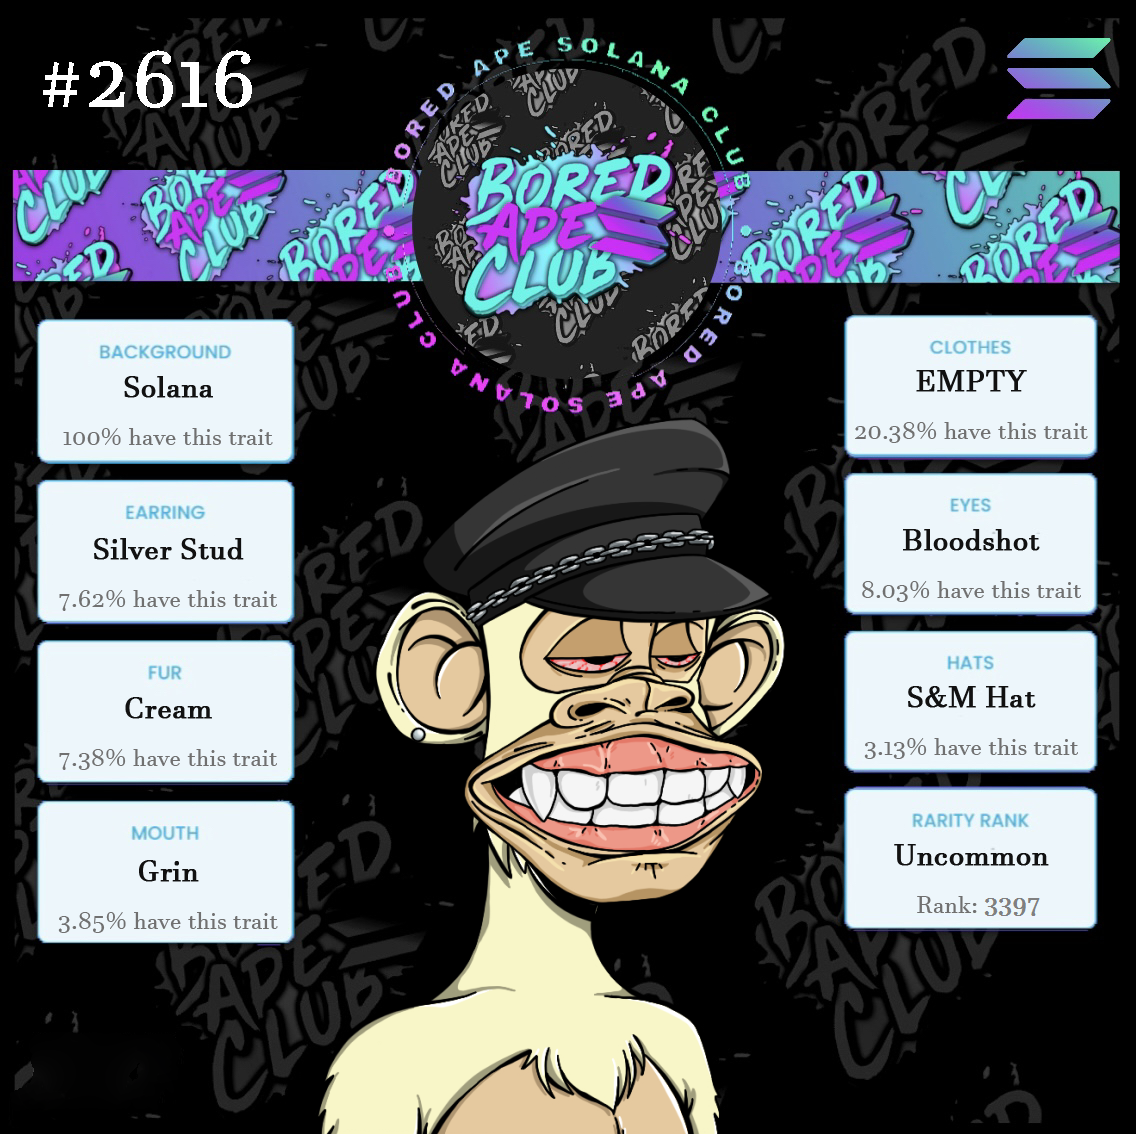 #2616
BORED APE SOLANA CLUB
BORED APE SOLANA CLUB
BORED
APE
CLUB
BACKGROUND
Solana
100% have this trait
EARRING
Silver Stud
7.62% have this trait
FUR
Cream
7.38% have this trait
MOUTH
Grin
3.85% have this trait
CLOTHES
EMPTY
20.38% have this trait
EYES
Bloodshot
8.03% have this trait
HATS
S&M Hat
3.13% have this trait
RARITY RANK
Uncommon
Rank: 3397